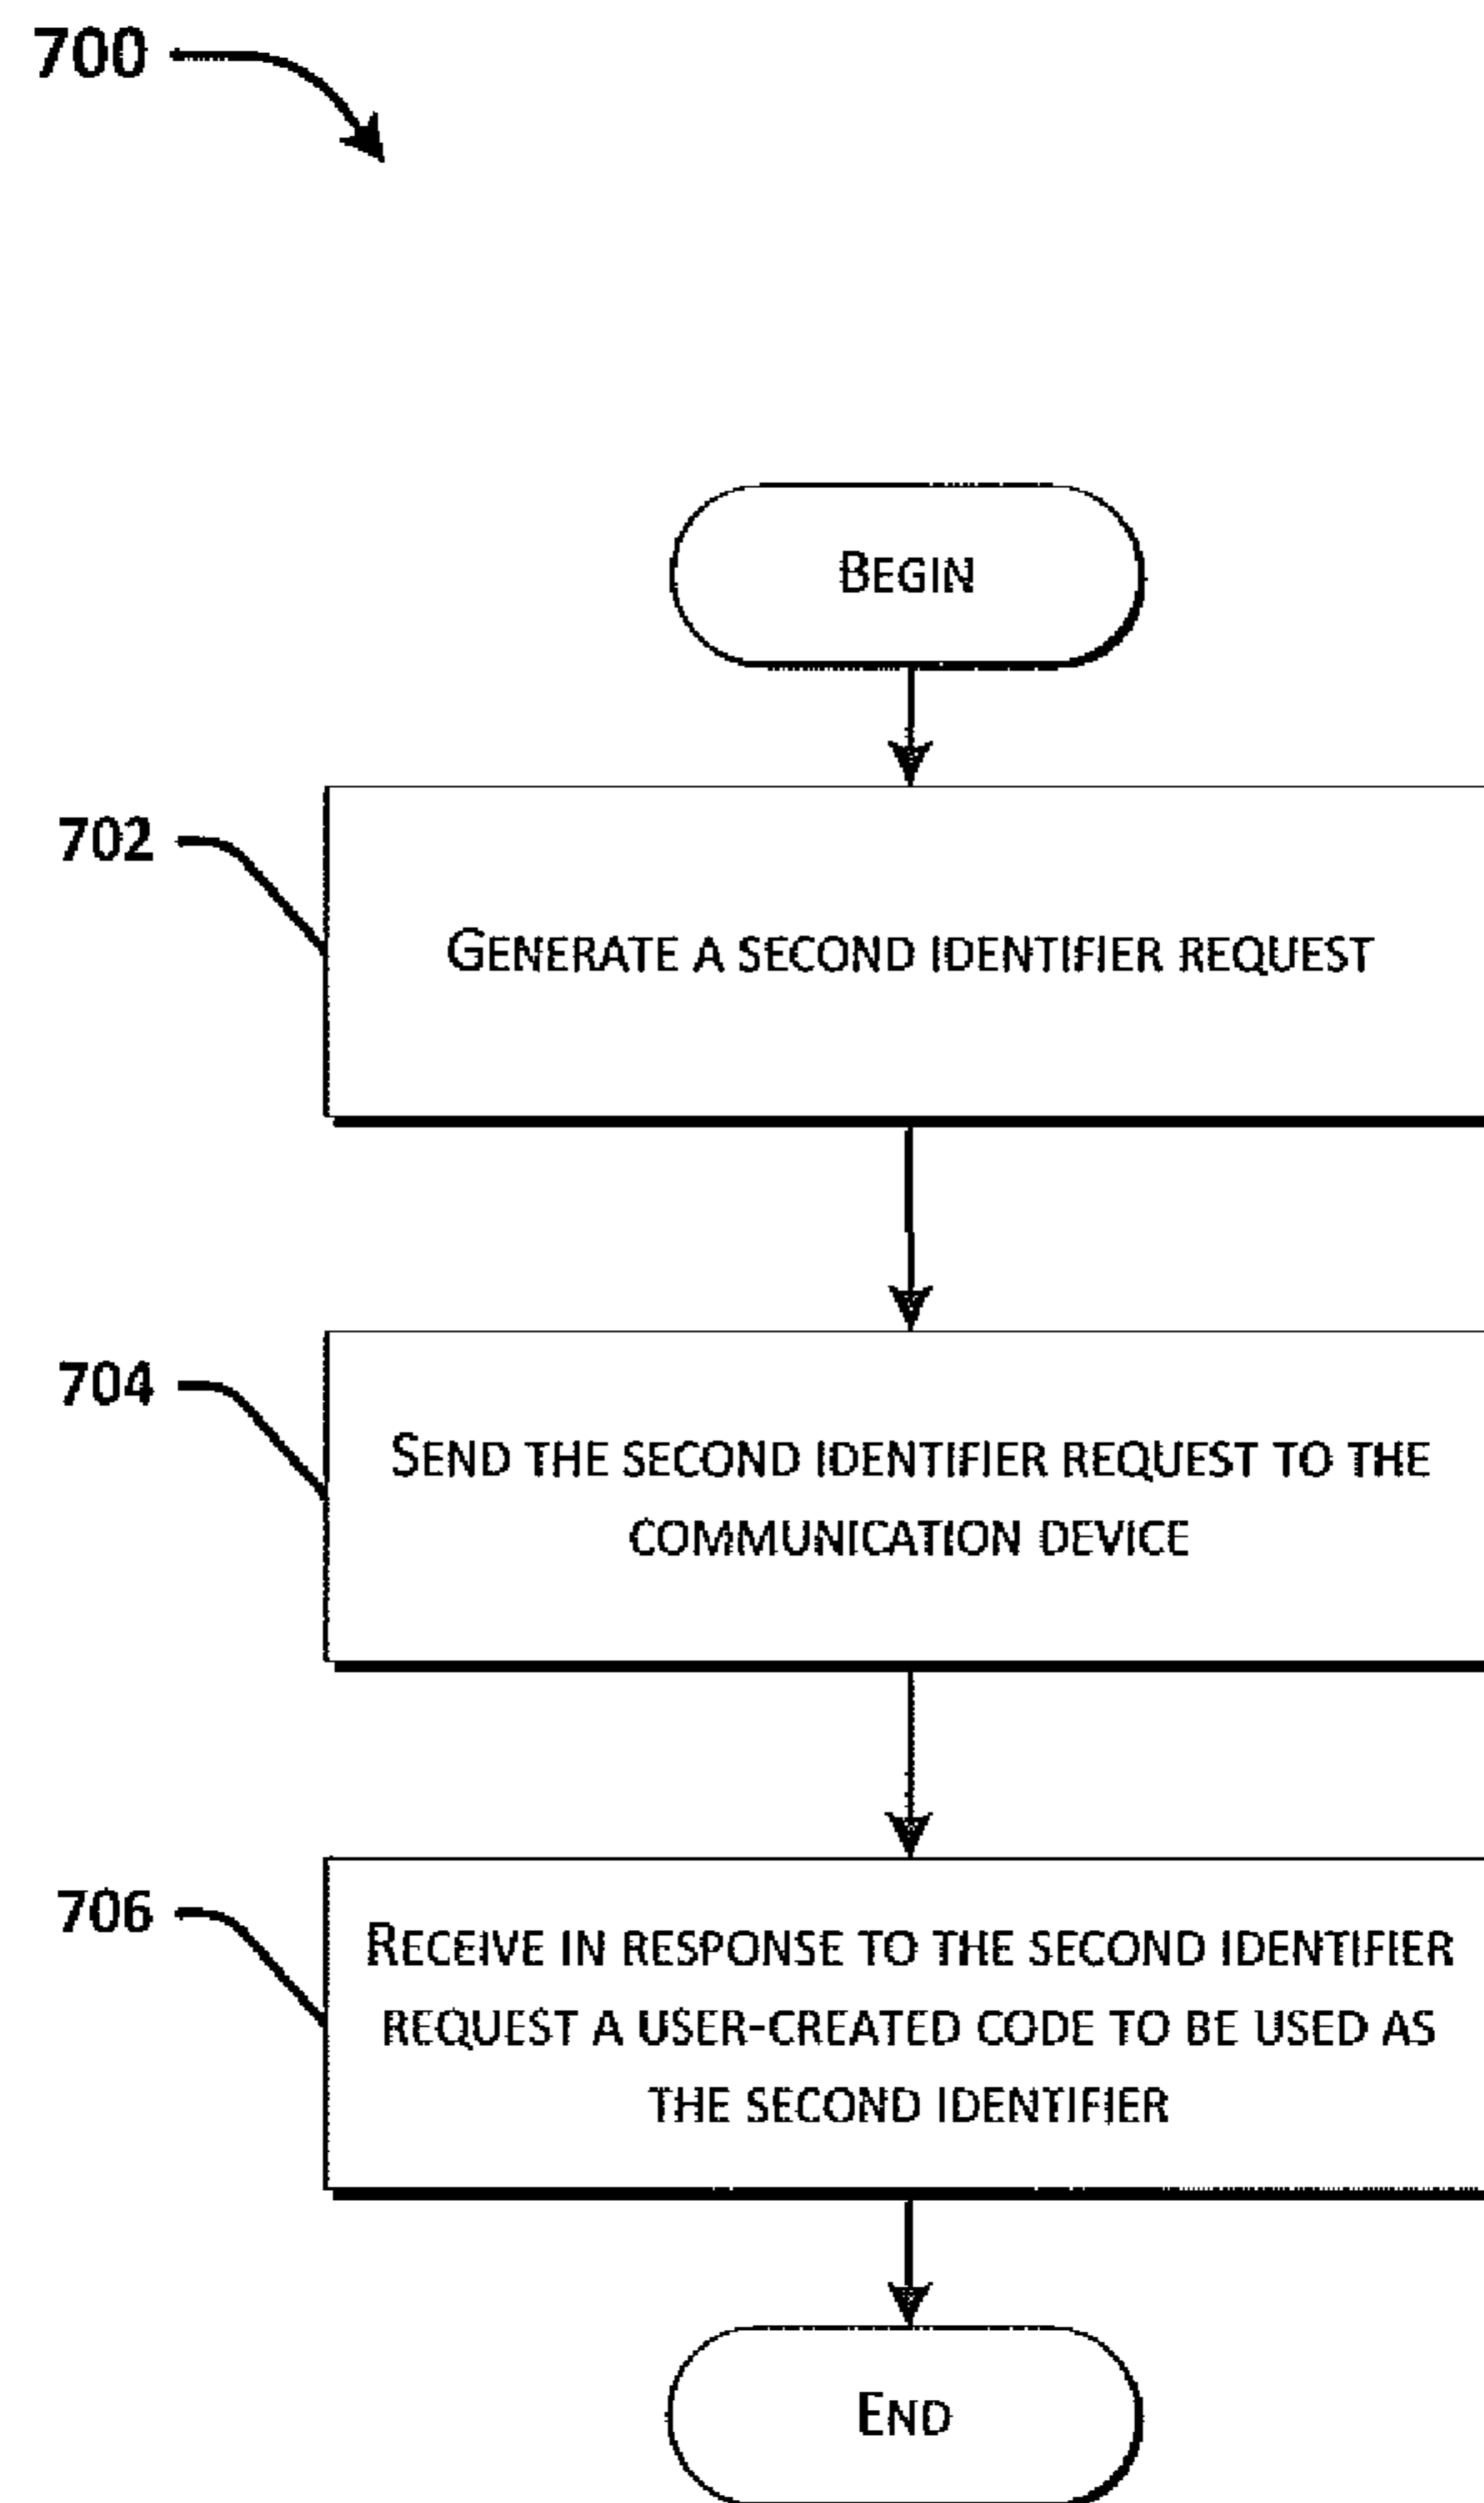 700
BEGIN
702
GENERATE A SECOND IDENTIFIER REQUEST
704
SEND THE SECOND IDENTIFIER REQUEST TO THE
COMMUNICATION DEVICE
706
RECEIVE IN RESPONSE TO THE SECOND IDENTIFIER
REQUEST A USER-CREATED CODE TO BE USED AS
THE SECOND IDENTIFIER
END